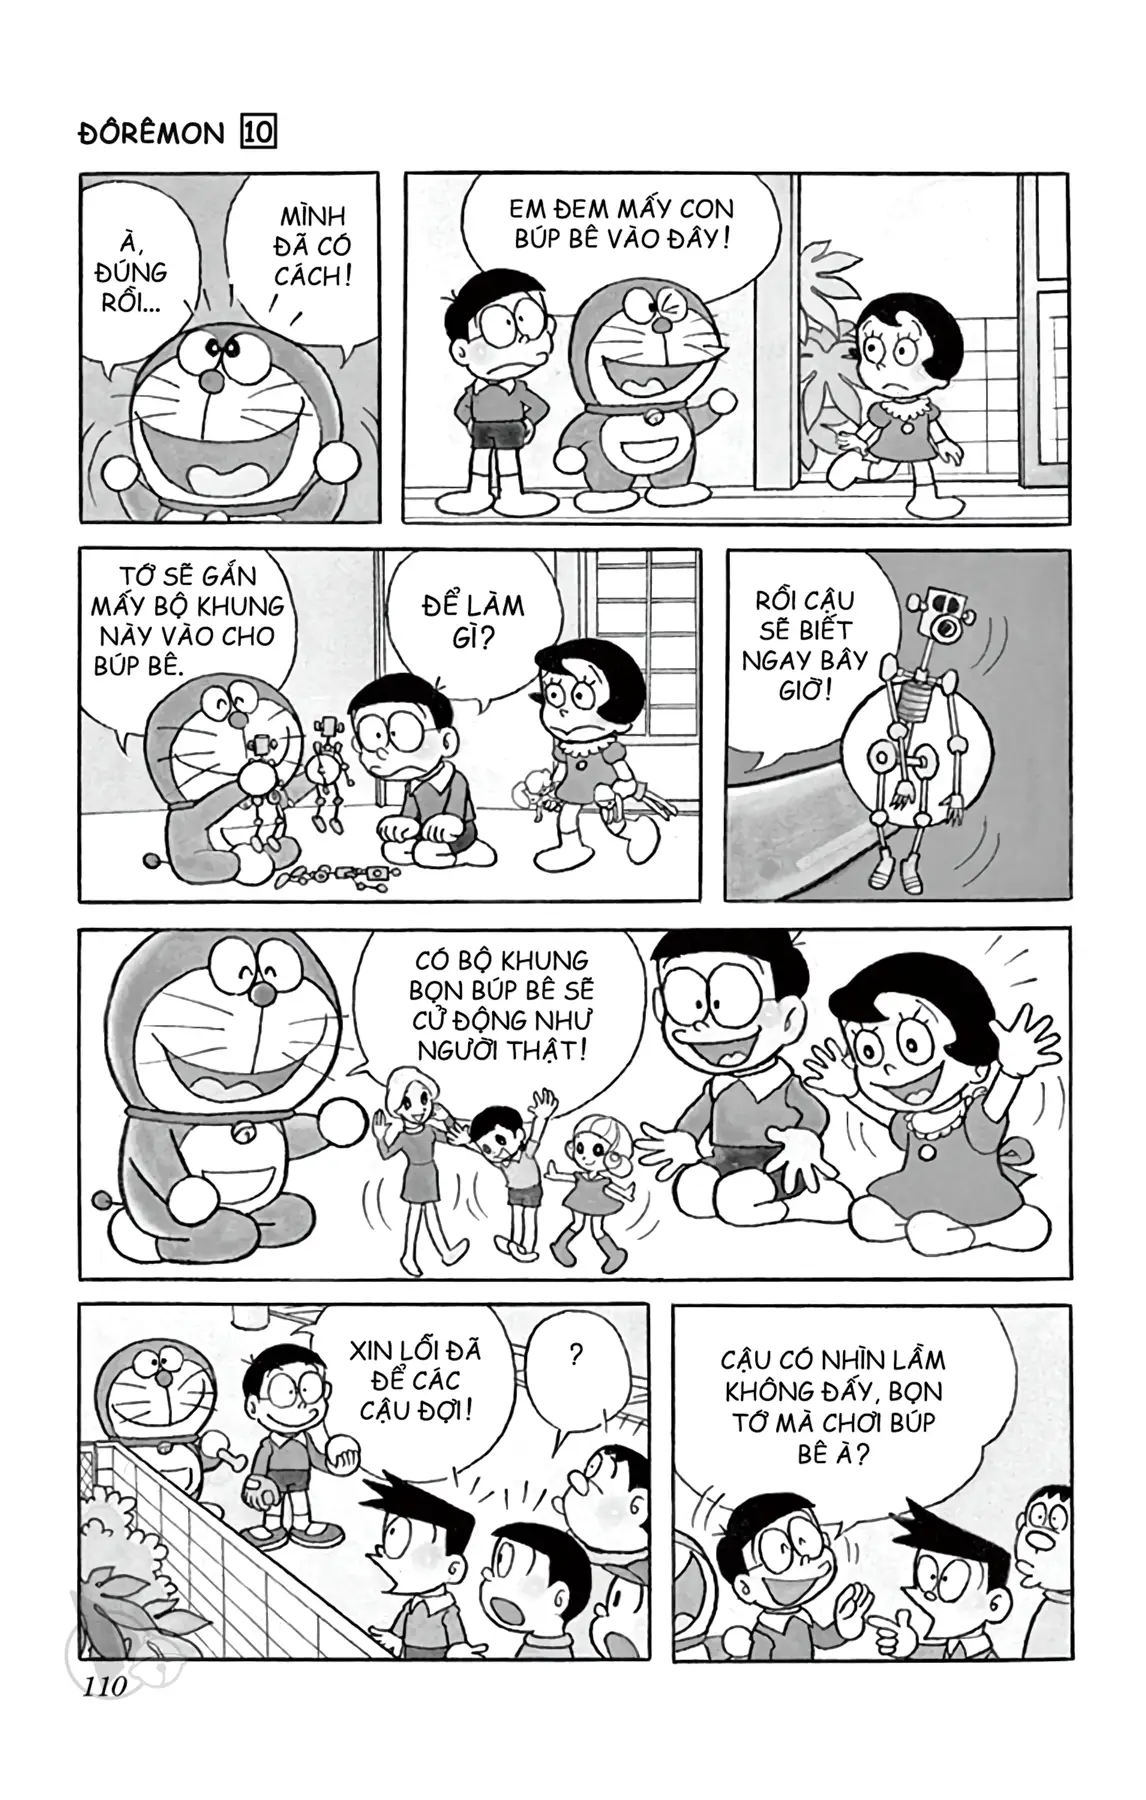 ĐÔRÊMON 10
À,
ĐÚNG
RỒI...
MÌNH
ĐÃ CÓ
CÁCH!
EM ĐEM MẤY CON
BÚP BÊ VÀO ĐÂY!
TỚ SẼ GẮN
MẤY BỘ KHUNG
NÀY VÀO CHO
BÚP BÊ.
ĐỂ LÀM
GÌ?
RỒI CẬU
SẼ BIẾT
NGAY BÂY
GIỜ!
CÓ BỘ KHUNG
BỌN BÚP BÊ SẼ
CỬ ĐỘNG NHƯ
NGƯỜI THẬT!
XIN LỖI ĐÃ
ĐỂ CÁC
CẬU ĐỢI!
?
CẬU CÓ NHÌN LẦM
KHÔNG ĐẤY, BỌN
TỚ MÀ CHƠI BÚP
BÊ À?
110